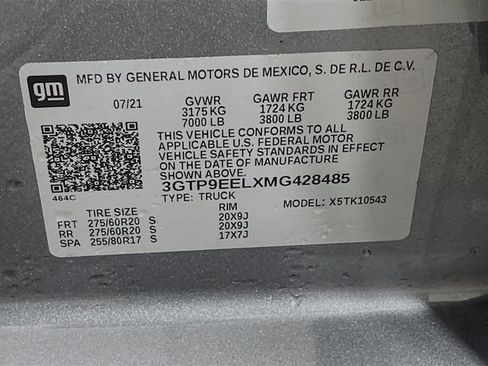 gm
MFD BY GENERAL MOTORS DE MEXICO, S. DE R.L. DE C.V.
07/21 GVWR GAWR FRT GAWR RR
3175 KG 1724 KG 1724 KG
7000 LB 3800 LB 3800 LB
THIS VEHICLE CONFORMS TO ALL
APPLICABLE U.S. FEDERAL MOTOR
VEHICLE SAFETY STANDARDS IN
EFFECT ON THE DATE OF
MANUFACTURE SHOWN ABOVE.
3GTP9EELXMG428485
464C TYPE: TRUCK MODEL: X5TK10543
TIRE SIZE RIM
FRT 275/60R20 S 20X9J
RR 275/60R20 S 20X9J
SPA 255/80R17 S 17X7J